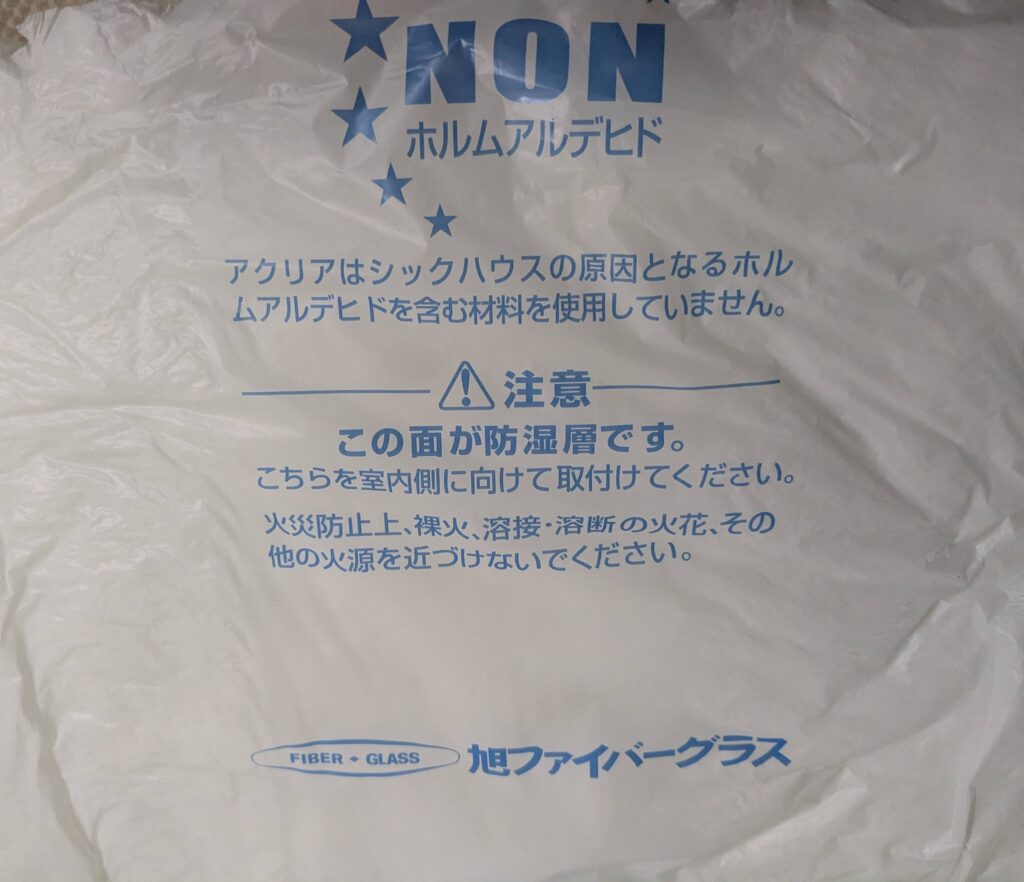 NON
ホルムアルデヒド
アクリアはシックハウスの原因となるホル
ムアルデヒドを含む材料を使用していません。
注意
この面が防湿層です。
こちらを室内側に向けて取付けてください。
火災防止上、裸火、溶接・溶断の火花、その
他の火源を近づけないでください。
FIBER + GLASS 旭ファイバーグラス